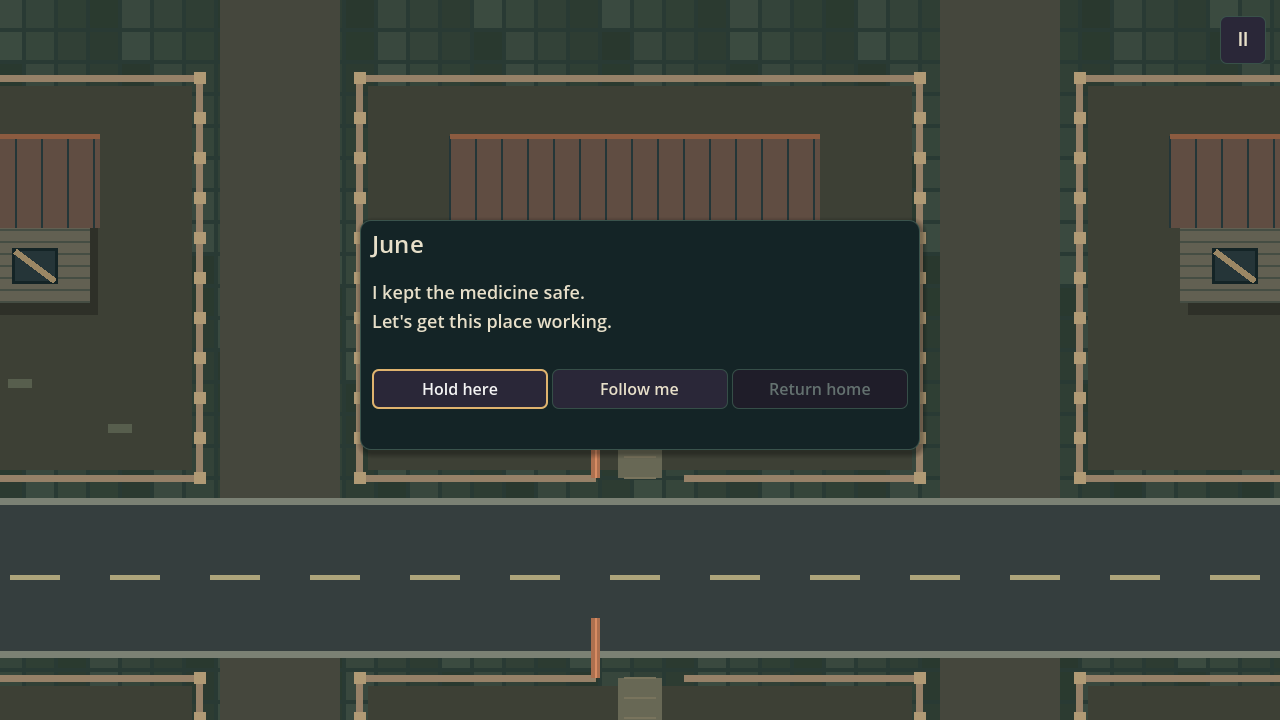 June
I kept the medicine safe.
Let's get this place working.
Hold here
Follow me
Return home